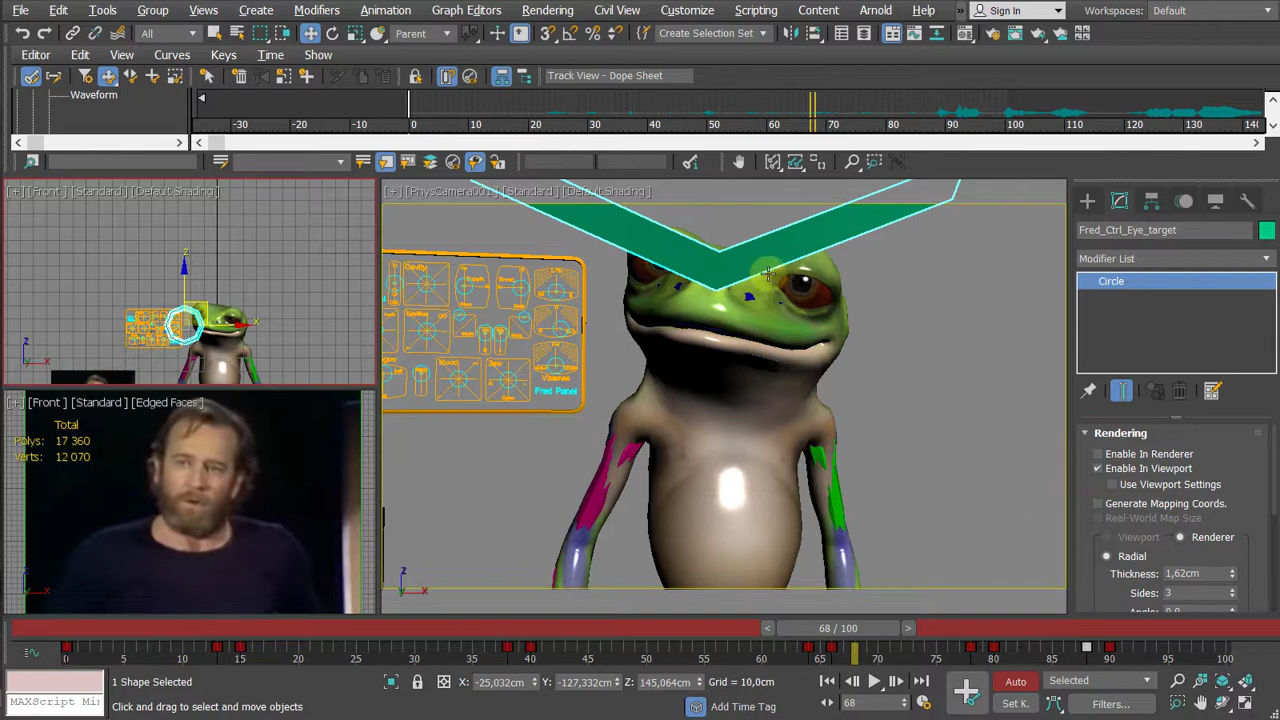 File Edit Tools Group Views Create Modifiers Animation Graph Editors Rendering Civil View Customize Scripting Content Arnold Help » Sign In Workspaces: Default
All Parent Create Selection Set
Editor Edit View Curves Keys Time Show
Track View - Dope Sheet
Waveform
-30 -20 -10 0 10 20 30 40 50 60 70 80 90 100 110 120 130 140
[+] [Front] [Standard] [Default Shading]
[+] [PhysCamera001] [Standard] [Default Shading]
Fred_Ctrl_Eye_target
Modifier List
Circle
z
x
z
x
Cavity
Mood
Jaw
Visemes
Fred Panel
z
x
[+] [Front] [Standard] [Edged Faces]
Total
Polys: 17 360
Verts: 12 070
Rendering
Enable In Renderer
Enable In Viewport
Use Viewport Settings
Generate Mapping Coords.
Real-World Map Size
Viewport Renderer
Radial
Thickness: 1,62cm
Sides: 3
Angle: 0,0
< 68 / 100 >
0 5 10 15 20 25 30 35 40 45 50 55 60 65 70 75 80 85 90 95 100
1 Shape Selected X: -25,032cm Y: -127,332cm Z: 145,064cm Grid = 10,0cm Auto Selected
MAXScript Mi Click and drag to select and move objects Add Time Tag 68 Set K. Filters...